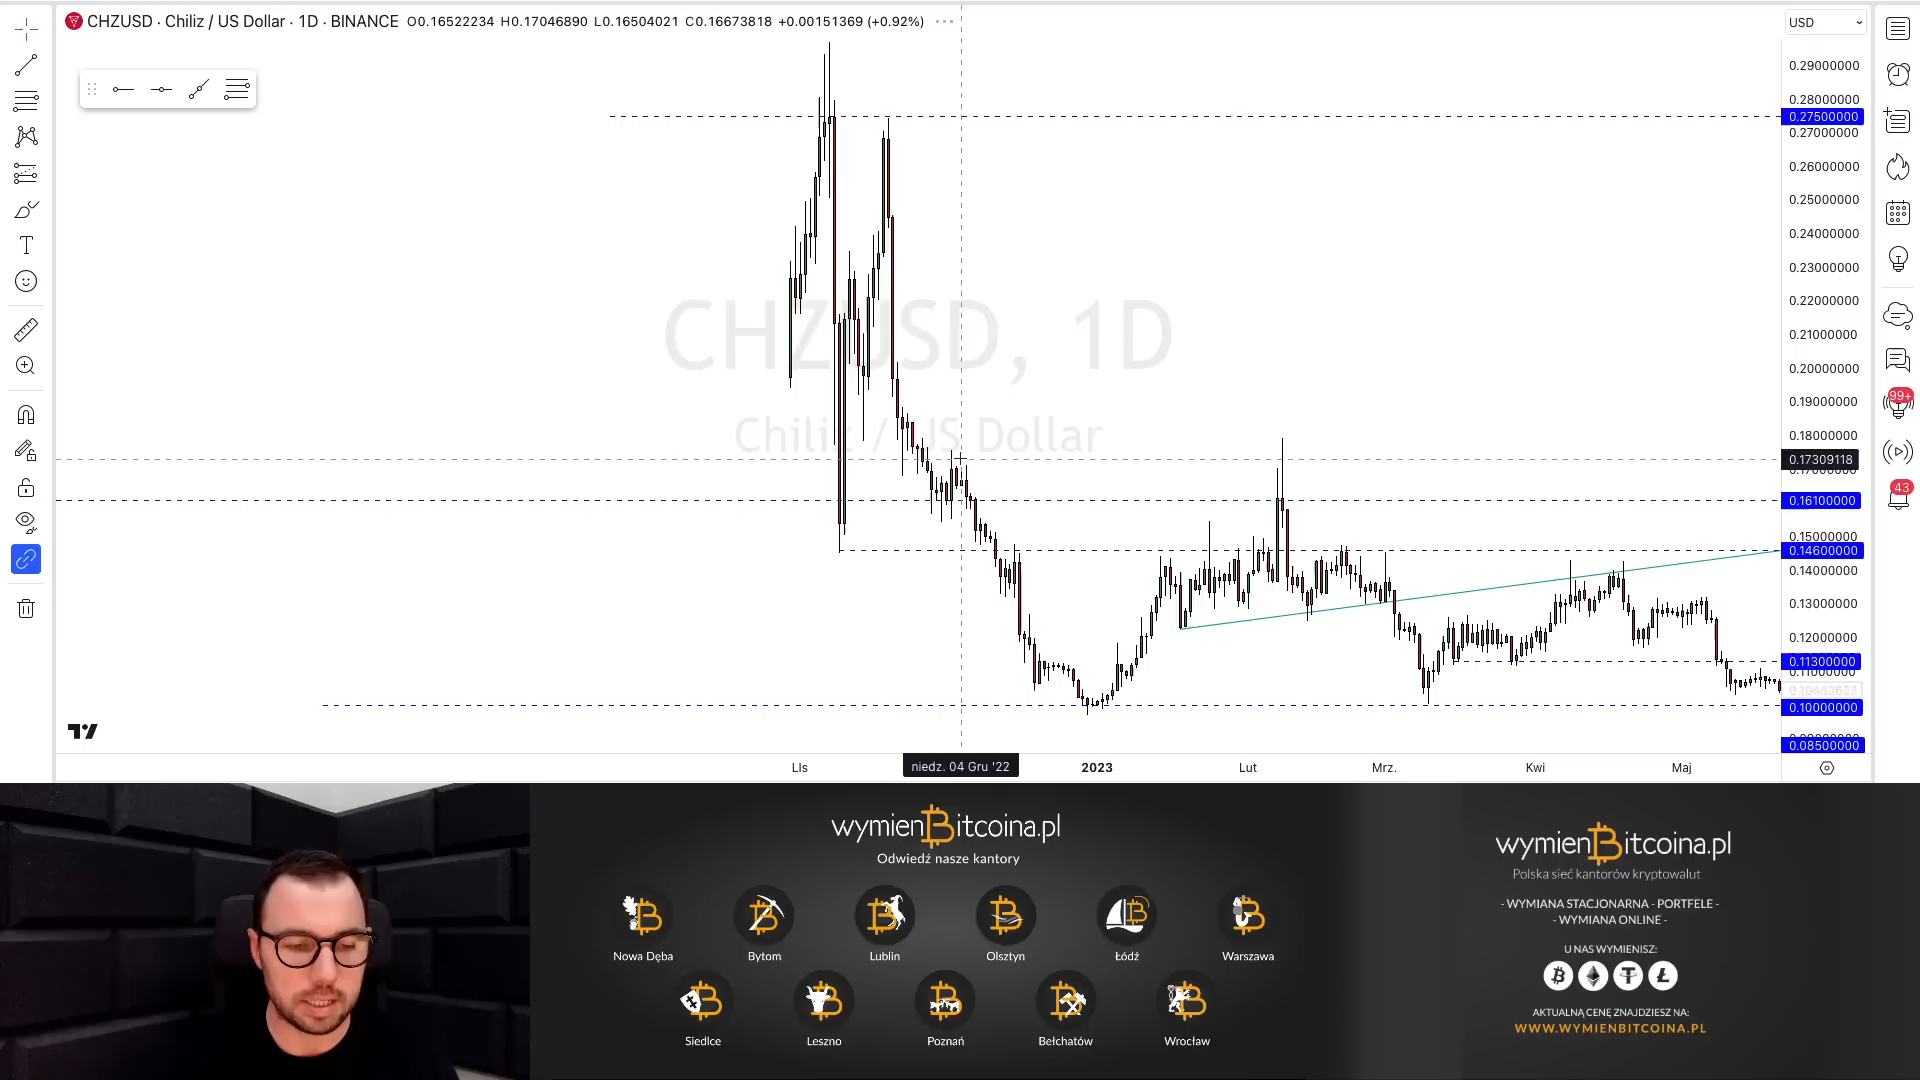 CHZUSD · Chiliz / US Dollar · 1D · BINANCE O0.16522234 H0.17046890 L0.16504021 C0.16673818 +0.00151369 (+0.92%)
USD
0.29000000
0.28000000
0.27500000
0.27000000
0.26000000
0.25000000
0.24000000
0.23000000
0.22000000
0.21000000
0.20000000
0.19000000
0.18000000
0.17309118
0.16100000
0.15000000
0.14600000
0.14000000
0.13000000
0.12000000
0.11300000
0.11000000
0.10000000
0.08500000
CHZUSD, 1D
Chiliz / US Dollar
99+
43
LIs
niedz. 04 Gru '22
2023
Lut
Mrz.
Kwi
Maj
wymienBitcoina.pl
Odwiedź nasze kantory
Nowa Dęba
Bytom
Lublin
Olsztyn
Łódź
Warszawa
Siedlce
Leszno
Poznań
Bełchatów
Wrocław
wymienBitcoina.pl
Polska sieć kantorów kryptowalut
- WYMIANA STACJONARNA - PORTFELE -
- WYMIANA ONLINE -
U NAS WYMIENISZ:
AKTUALNĄ CENĘ ZNAJDZIESZ NA:
WWW.WYMIENBITCOINA.PL